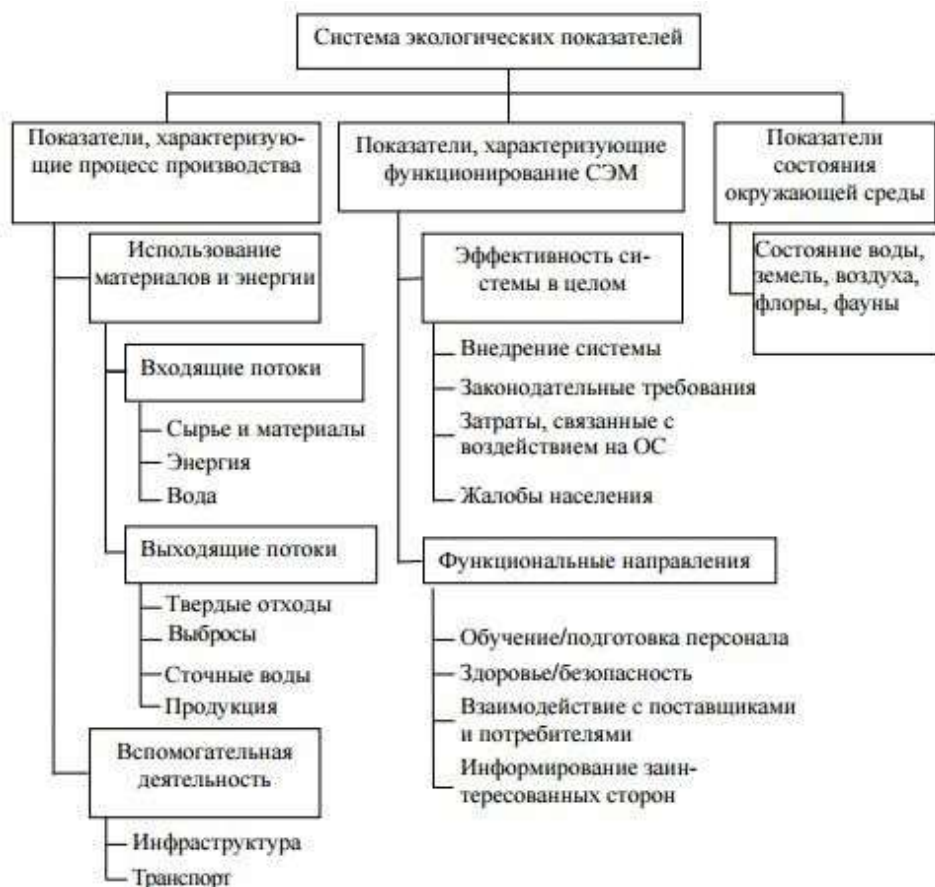 Система экологических показателей
Показатели, характеризую-
щие процесс производства
Использование
материалов и энергии
Входящие потоки
Сырье и материалы
Энергия
Вода
Выходящие потоки
Твердые отходы
Выбросы
Сточные воды
Продукция
Вспомогательная
деятельность
Инфраструктура
Транспорт
Показатели, характеризующие
функционирование СЭМ
Эффективность си-
стемы в целом
Внедрение системы
Законодательные требования
Затраты, связанные с
воздействием на ОС
Жалобы населения
Функциональные направления
Обучение/подготовка персонала
Здоровье/безопасность
Взаимодействие с поставщиками
и потребителями
Информирование заин-
тересованных сторон
Показатели
состояния
окружающей среды
Состояние воды,
земель, воздуха,
флоры, фауны